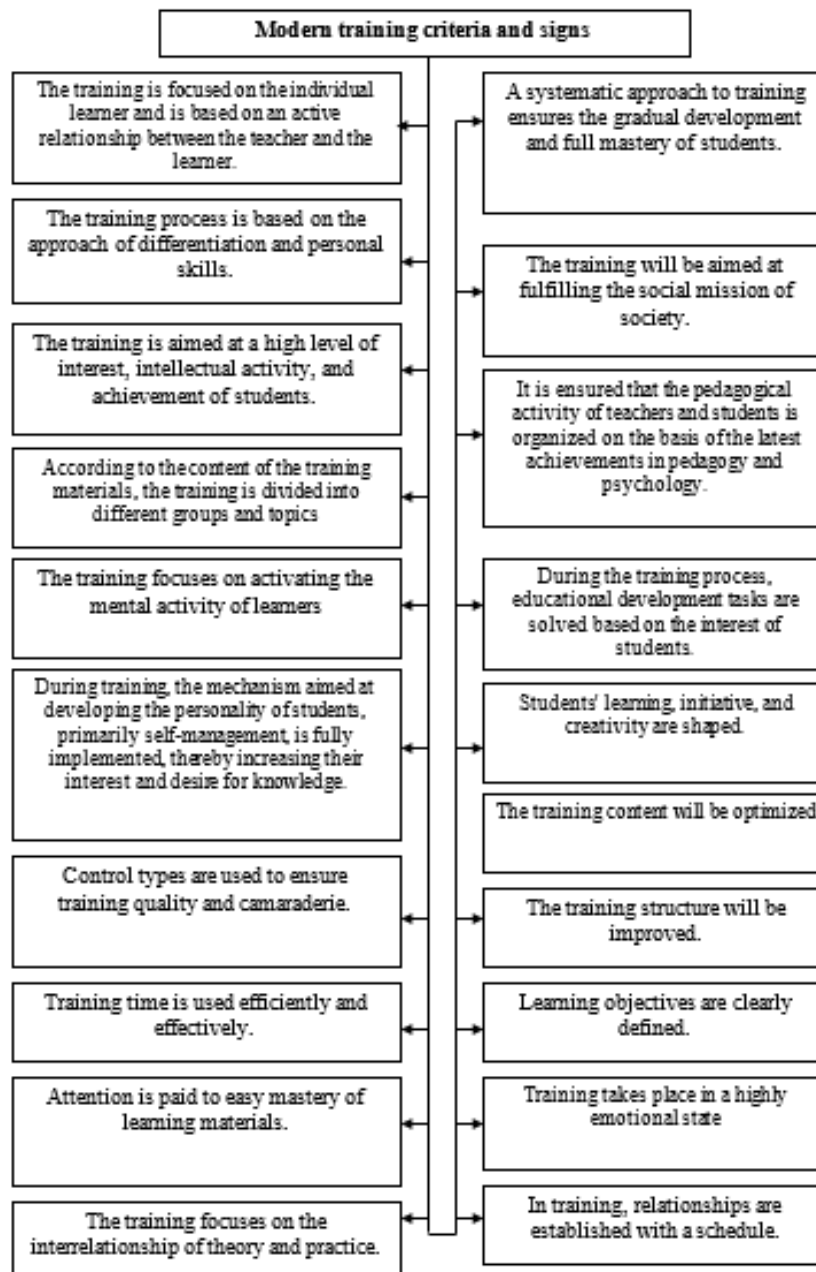 Modern training criteria and signs
The training is focused on the individual
learner and is based on an active
relationship between the teacher and the
learner.
The training process is based on the
approach of differentiation and personal
skills.
The training is aimed at a high level of
interest, intellectual activity, and
achievement of students.
According to the content of the training
materials, the training is divided into
different groups and topics
The training focuses on activating the
mental activity of learners
During training, the mechanism aimed at
developing the personality of students,
primarily self-management, is fully
implemented, thereby increasing their
interest and desire for knowledge.
Control types are used to ensure
training quality and camaraderie.
Training time is used efficiently and
effectively.
Attention is paid to easy mastery of
learning materials.
The training focuses on the
interrelationship of theory and practice.
A systematic approach to training
ensures the gradual development
and full mastery of students.
The training will be aimed at
fulfilling the social mission of
society.
It is ensured that the pedagogical
activity of teachers and students is
organized on the basis of the latest
achievements in pedagogy and
psychology.
During the training process,
educational development tasks are
solved based on the interest of
students.
Students' learning, initiative, and
creativity are shaped.
The training content will be optimized
The training structure will be
improved.
Learning objectives are clearly
defined.
Training takes place in a highly
emotional state
In training, relationships are
established with a schedule.